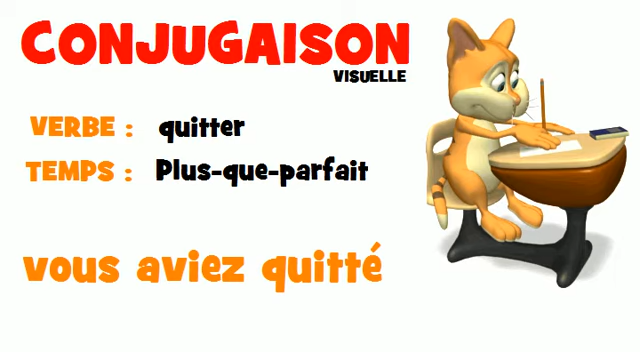 CONJUGAISON
VISUELLE
VERBE : quitter
TEMPS : Plus-que-parfait
vous aviez quitté